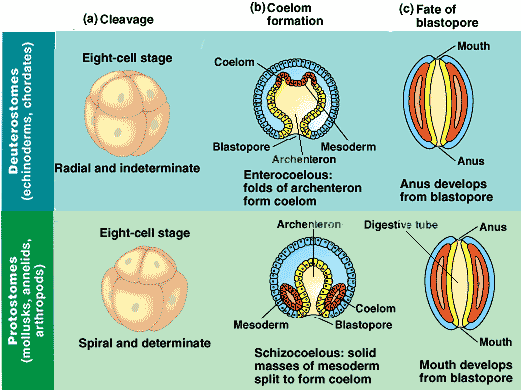 (a) Cleavage
(b) Coelom
formation
(c) Fate of
blastopore
Deuterostomes
(echinoderms, chordates)
Eight-cell stage
Radial and indeterminate
Coelom
Blastopore
Mesoderm
Archenteron
Enterocoelous:
folds of archenteron
form coelom
Mouth
Anus
Anus develops
from blastopore
Protostomes
(mollusks, annelids,
arthropods)
Eight-cell stage
Spiral and determinate
Archenteron
Mesoderm
Coelom
Blastopore
Schizocoelous: solid
masses of mesoderm
split to form coelom
Digestive tube
Anus
Mouth
Mouth develops
from blastopore